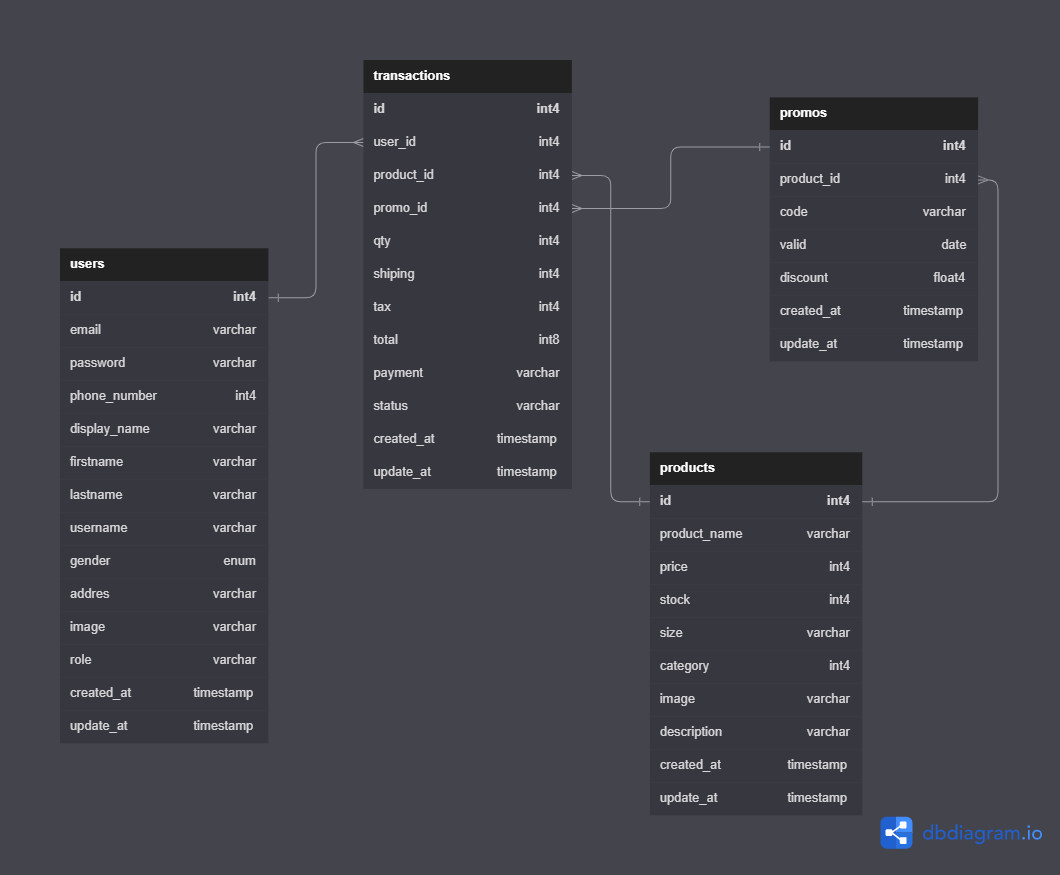 transactions
id int4
user_id int4
product_id int4
promo_id int4
qty int4
shiping int4
tax int4
total int8
payment varchar
status varchar
created_at timestamp
update_at timestamp
promos
id int4
product_id int4
code varchar
valid date
discount float4
created_at timestamp
update_at timestamp
users
id int4
email varchar
password varchar
phone_number int4
display_name varchar
firstname varchar
lastname varchar
username varchar
gender enum
addres varchar
image varchar
role varchar
created_at timestamp
update_at timestamp
products
id int4
product_name varchar
price int4
stock int4
size varchar
category int4
image varchar
description varchar
created_at timestamp
update_at timestamp
dbdiagram.io